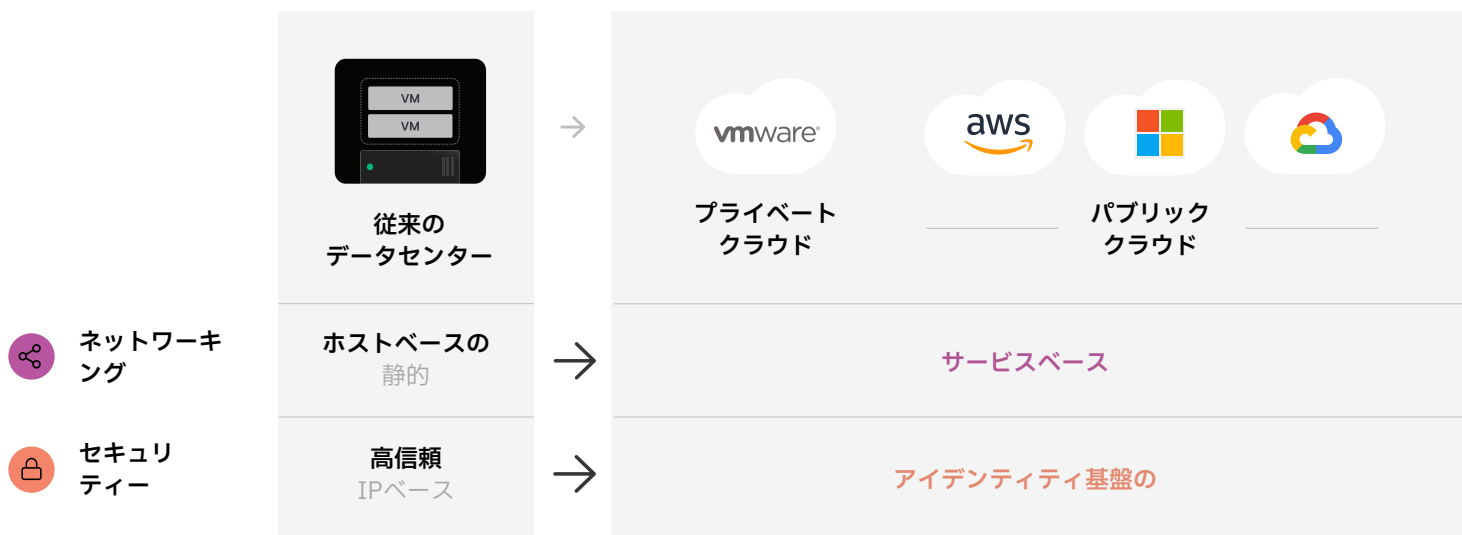 VM
VM
従来の
データセンター
vmware®
プライベート
クラウド
aws
パブリック
クラウド
ネットワーキ
ング
ホストベースの
静的
サービスベース
セキュリ
ティー
高信頼
IPベース
アイデンティティ基盤の